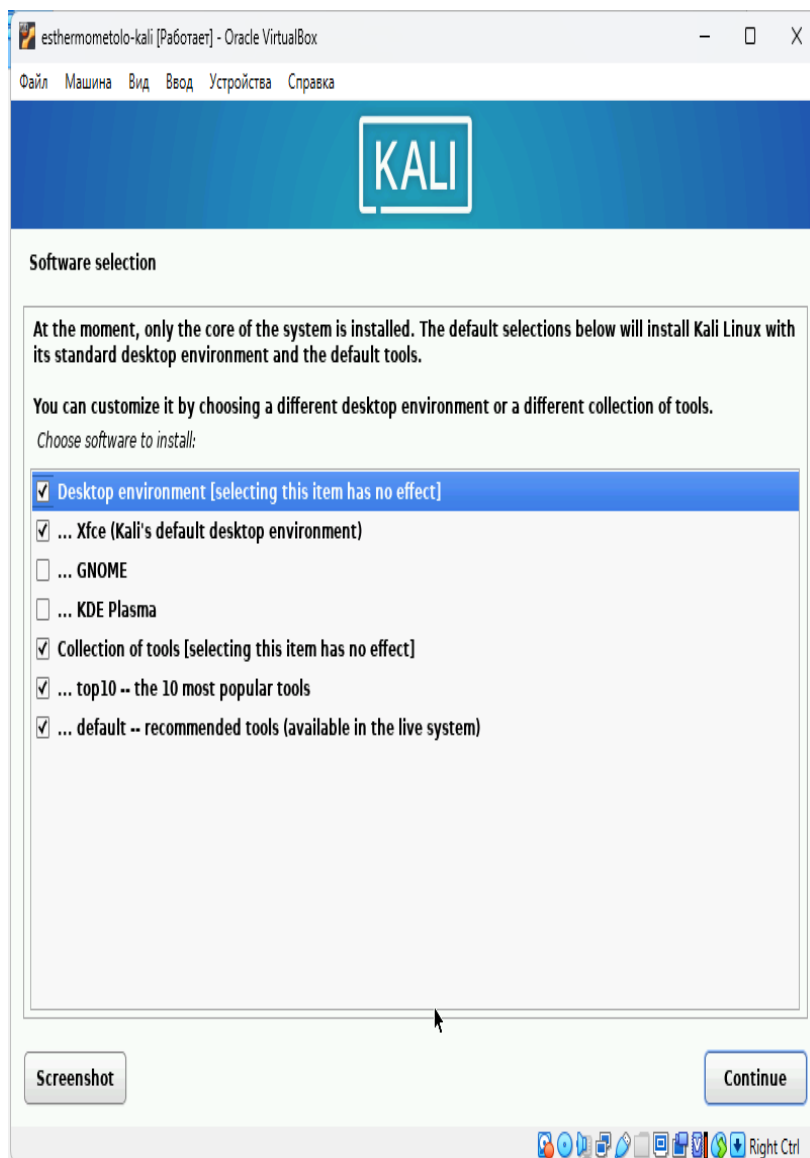 esthermometolo-kali [Работает] - Oracle VirtualBox
Файл Машина Вид Ввод Устройства Справка
KALI
Software selection
At the moment, only the core of the system is installed. The default selections below will install Kali Linux with
its standard desktop environment and the default tools.
You can customize it by choosing a different desktop environment or a different collection of tools.
Choose software to install:
Desktop environment [selecting this item has no effect]
... Xfce (Kali's default desktop environment)
... GNOME
... KDE Plasma
Collection of tools [selecting this item has no effect]
... top10 -- the 10 most popular tools
... default -- recommended tools (available in the live system)
Screenshot
Continue
Right Ctrl